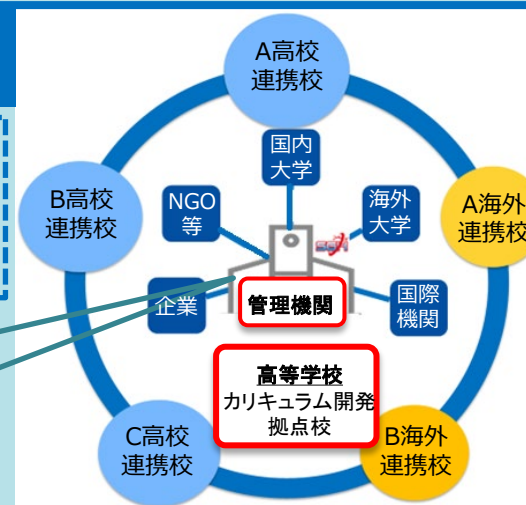 A高校
連携校
国内
大学
B高校
連携校
NGO
等
海外
大学
A海外
連携校
企業
管理機関
国際
機関
高等学校
カリキュラム開発
拠点校
C高校
連携校
B海外
連携校